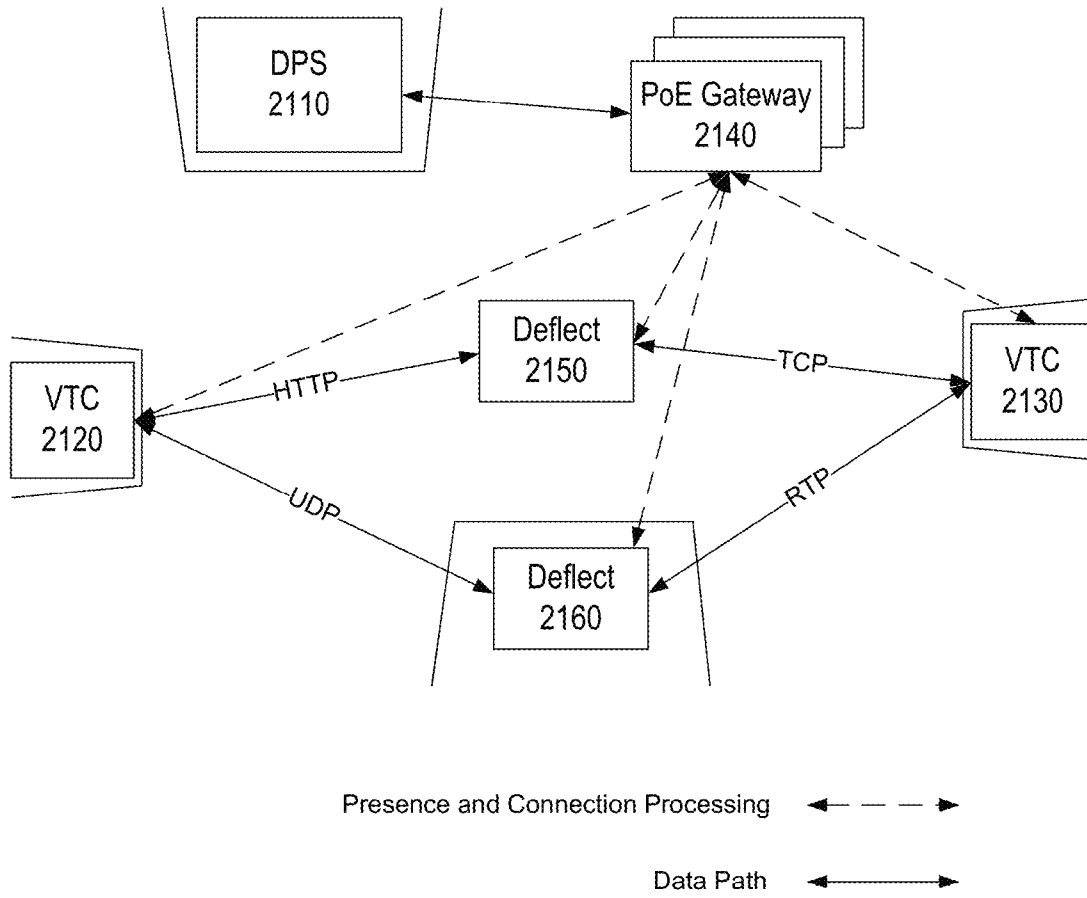 DPS
2110
PoE Gateway
2140
Deflect
2150
HTTP
TCP
VTC
2120
VTC
2130
UDP
RTP
Deflect
2160
Presence and Connection Processing
Data Path